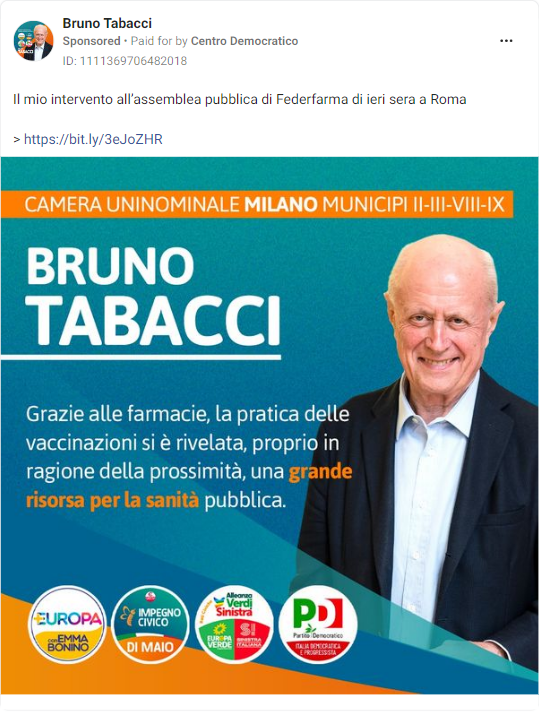 Bruno Tabacci
Sponsored • Paid for by Centro Democratico
ID: 1111369706482018
Il mio intervento all'assemblea pubblica di Federfarma di ieri sera a Roma
> https://bit.ly/3eJoZHR
CAMERA UNINOMINALE MILANO MUNICIPI II-III-VIII-IX
BRUNO
TABACCI
Grazie alle farmacie, la pratica delle
vaccinazioni si è rivelata, proprio in
ragione della prossimità, una grande
risorsa per la sanità pubblica.
+EUROPA
CON EMMA
BONINO
IMPEGNO
CIVICO
DI MAIO
Alleanza
Verdi
Sinistra
EUROPA
VERDE
SI
SINISTRA
ITALIANA
PD
Partito Democratico
ITALIA DEMOCRATICA
E PROGRESSISTA